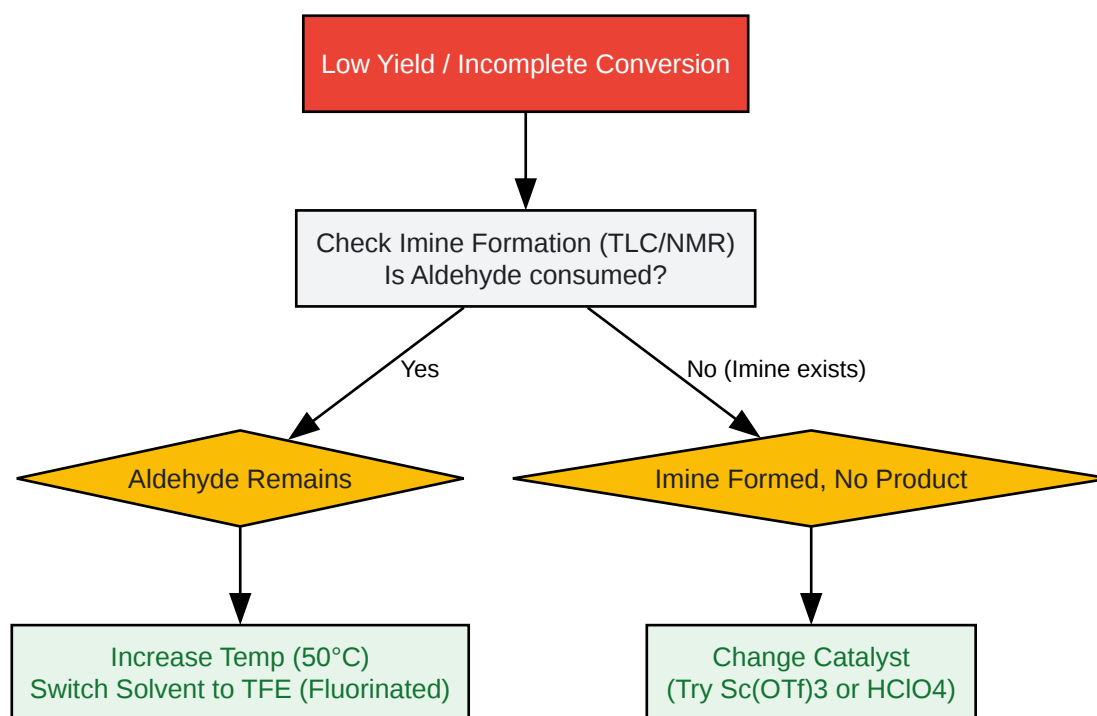 Low Yield / Incomplete Conversion
Check Imine Formation (TLC/NMR)
Is Aldehyde consumed?
Yes
No (Imine exists)
Aldehyde Remains
Imine Formed, No Product
Increase Temp (50°C)
Switch Solvent to TFE (Fluorinated)
Change Catalyst
(Try Sc(OTf)3 or HClO4)